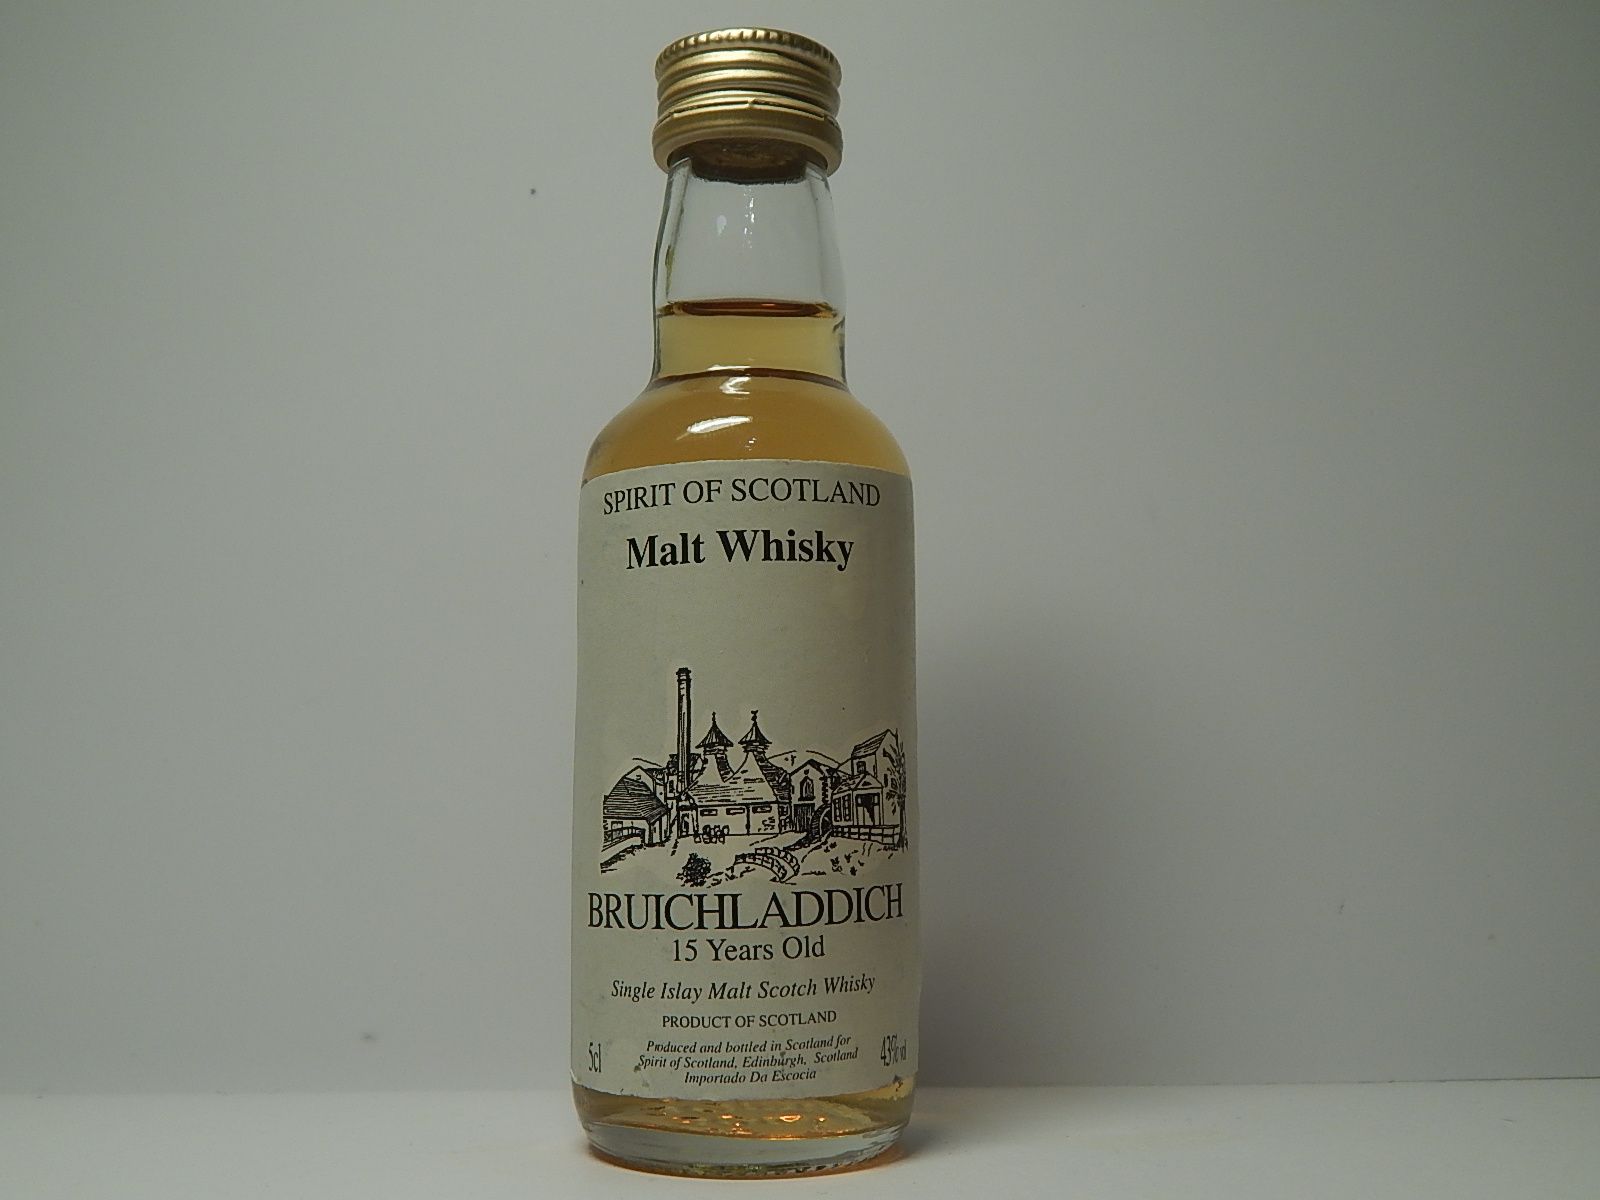 SPIRIT OF SCOTLAND
Malt Whisky
BRUICHLADDICH
15 Years Old
Single Islay Malt Scotch Whisky
PRODUCT OF SCOTLAND
5cl
Produced and bottled in Scotland for
Spirit of Scotland, Edinburgh, Scotland
Importado Da Escocia
43% vol